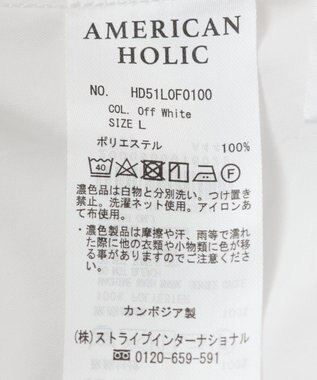 AMERICAN
HOLIC
NO. HD51L0F0100
COL. Off White
SIZE L
ポリエステル 100%
40 F
濃色品は白物と分別洗い。つけ置き
禁止。洗濯ネット使用。アイロンあ
て布使用。
・濃色製品は摩擦や汗、雨等で濡れ
た際に他の衣類や小物類に色が移
る事がありますのでご注意くださ
い。
カンボジア製
(株)ストライプインターナショナル
0120-659-591